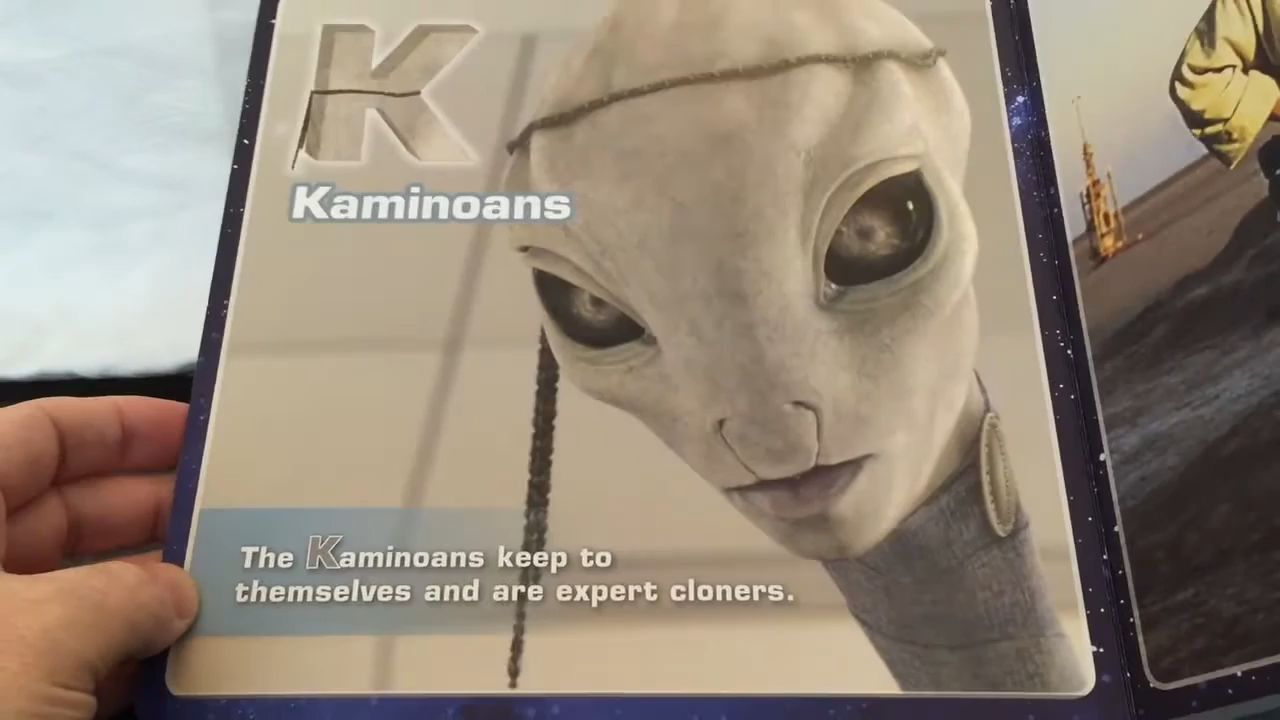 K
Kaminoans
The Kaminoans keep to
themselves and are expert cloners.